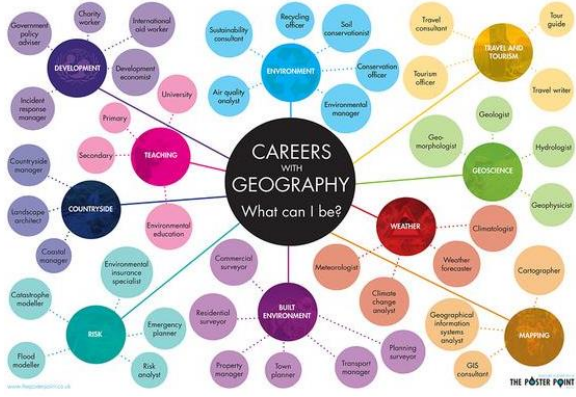 CAREERS
WITH
GEOGRAPHY
What can I be?
DEVELOPMENT
Government
policy
adviser
Charity
worker
International
aid worker
Development
economist
Incident
response
manager
TEACHING
University
Primary
Secondary
Environmental
education
COUNTRYSIDE
Countryside
manager
Landscape
architect
Coastal
manager
RISK
Environmental
insurance
specialist
Catastrophe
modeller
Emergency
planner
Flood
modeller
Risk
analyst
ENVIRONMENT
Sustainability
consultant
Recycling
officer
Soil
conservationist
Conservation
officer
Environmental
manager
Air quality
analyst
TRAVEL AND
TOURISM
Travel
consultant
Tour
guide
Tourism
officer
Travel writer
GEOSCIENCE
Geologist
Geo-
morphologist
Hydrologist
Geophysicist
WEATHER
Climatologist
Meteorologist
Weather
forecaster
Climate
change
analyst
BUILT
ENVIRONMENT
Commercial
surveyor
Residential
surveyor
Property
manager
Town
planner
Transport
manager
Planning
surveyor
MAPPING
Cartographer
Geographical
information
systems
analyst
GIS
consultant
www.theposterpoint.co.uk
THE POSTER POINT